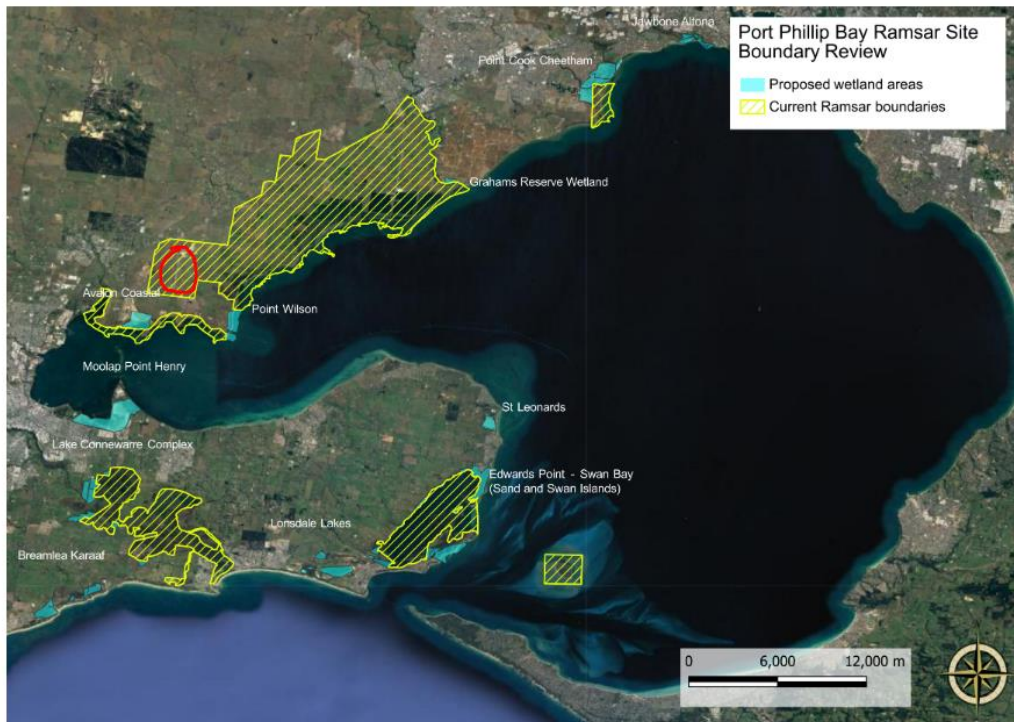 Jawbone Altona
Port Phillip Bay Ramsar Site
Boundary Review
Proposed wetland areas
Current Ramsar boundaries
Point Cook Cheetham
Grahams Reserve Wetland
Avalon Coastal
Point Wilson
Moolap Point Henry
St Leonards
Lake Connewarre Complex
Edwards Point - Swan Bay
(Sand and Swan Islands)
Lonsdale Lakes
Breamlea Karaaf
0 6,000 12,000 m